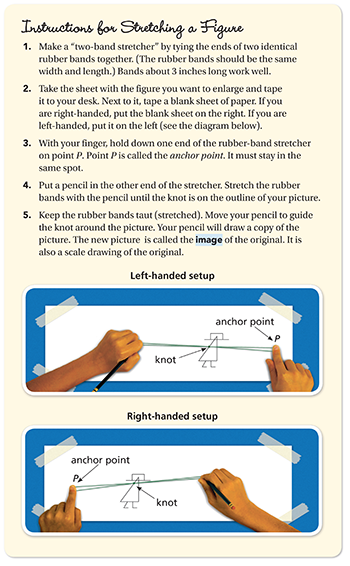 Instructions for Stretching a Figure
1. Make a “two-band stretcher” by tying the ends of two identical
rubber bands together. (The rubber bands should be the same
width and length.) Bands about 3 inches long work well.
2. Take the sheet with the figure you want to enlarge and tape
it to your desk. Next to it, tape a blank sheet of paper. If you
are right-handed, put the blank sheet on the right. If you are
left-handed, put it on the left (see the diagram below).
3. With your finger, hold down one end of the rubber-band stretcher
on point P. Point P is called the anchor point. It must stay in the
same spot.
4. Put a pencil in the other end of the stretcher. Stretch the rubber
bands with the pencil until the knot is on the outline of your picture.
5. Keep the rubber bands taut (stretched). Move your pencil to guide
the knot around the picture. Your pencil will draw a copy of the
picture. The new picture is called the image of the original. It is
also a scale drawing of the original.
Left-handed setup
anchor point
P
knot
Right-handed setup
anchor point
P
knot